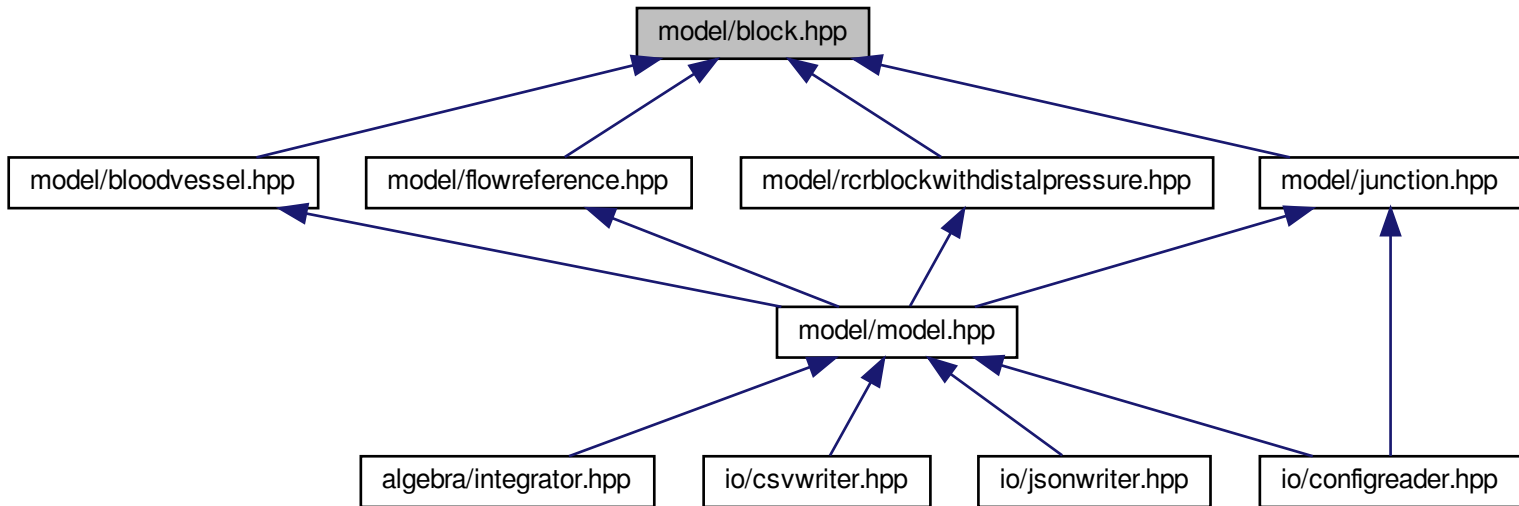 model/block.hpp
model/bloodvessel.hpp
model/flowreference.hpp
model/rcrblockwithdistalpressure.hpp
model/junction.hpp
model/model.hpp
algebra/integrator.hpp
io/csvwriter.hpp
io/jsonwriter.hpp
io/configreader.hpp